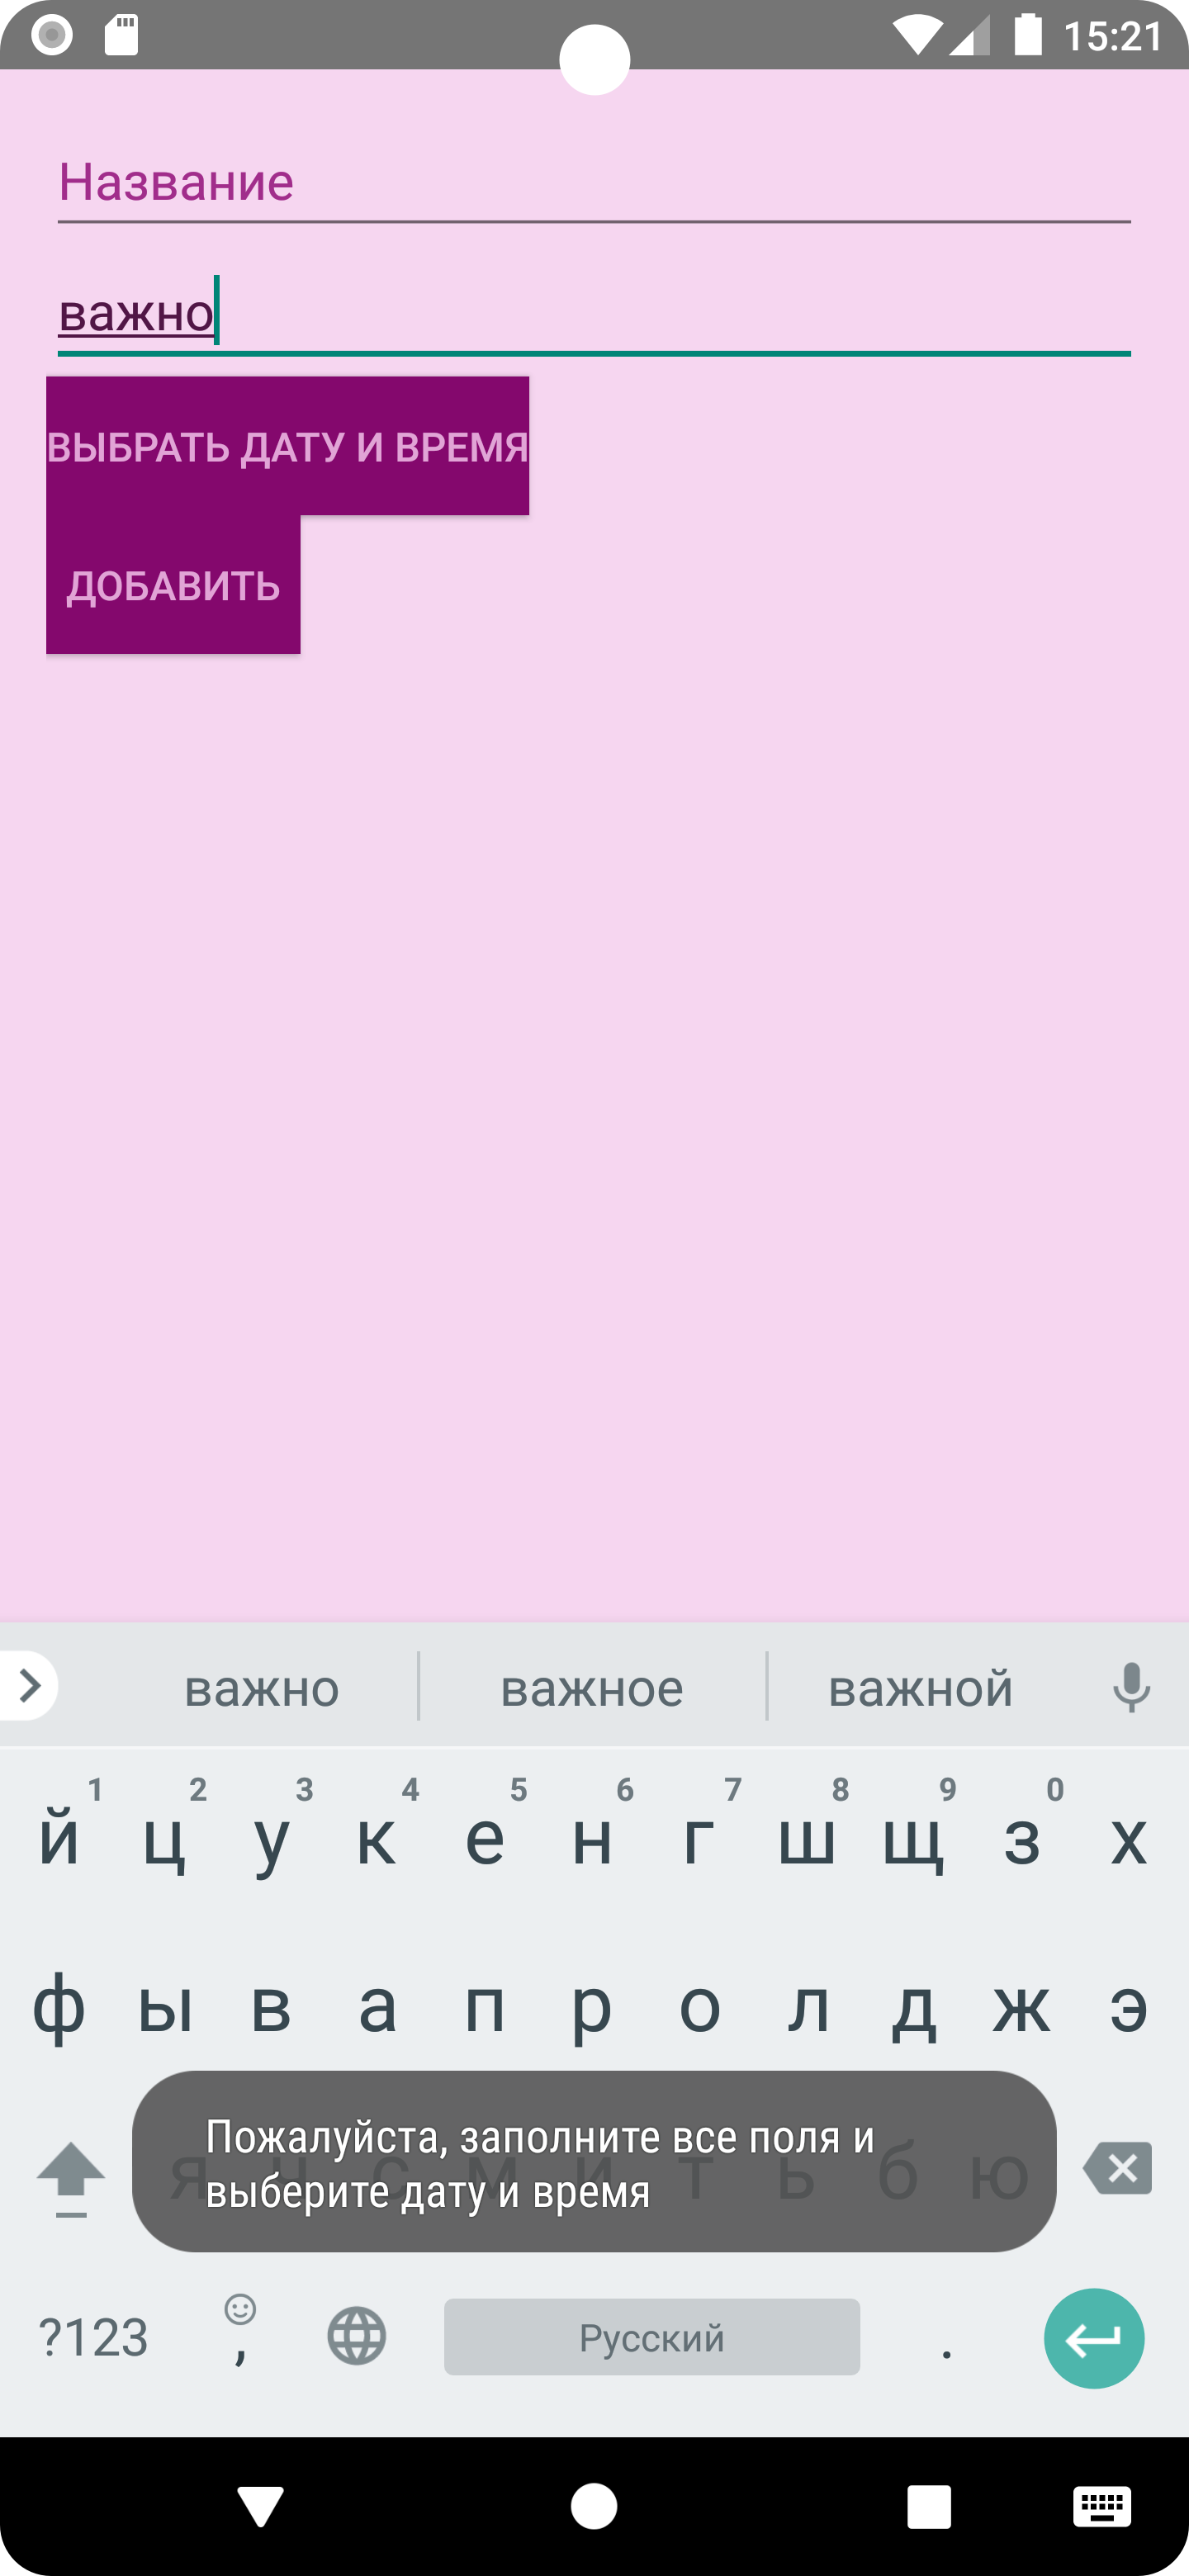 15:21
Название
важно
ВЫБРАТЬ ДАТУ И ВРЕМЯ
ДОБАВИТЬ
важно важное важной
1 2 3 4 5 6 7 8 9 0
й ц у к е н г ш щ з х
ф ы в а п р о л д ж э
я ч с м и т ь б ю
Пожалуйста, заполните все поля и
выберите дату и время
?123 , Русский .